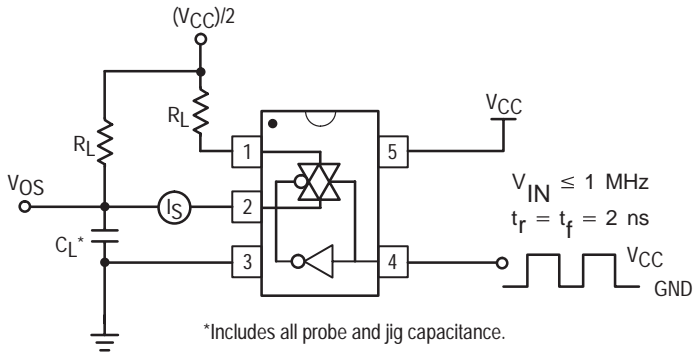 (VCC)/2
RL
RL
VCC
1
5
VOS
IS
2
VIN ≤ 1 MHz
tr = tf = 2 ns
CL*
3
4
VCC
GND
*Includes all probe and jig capacitance.